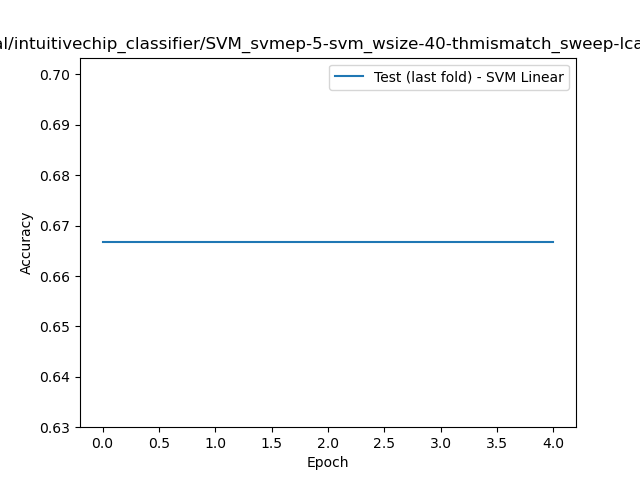 al/intuitivechip_classifier/SVM_svmep-5-svm_wsize-40-thmismatch_sweep-lca
Test (last fold) - SVM Linear
0.70
0.69
0.68
0.67
0.66
0.65
0.64
0.63
Accuracy
0.0 0.5 1.0 1.5 2.0 2.5 3.0 3.5 4.0
Epoch